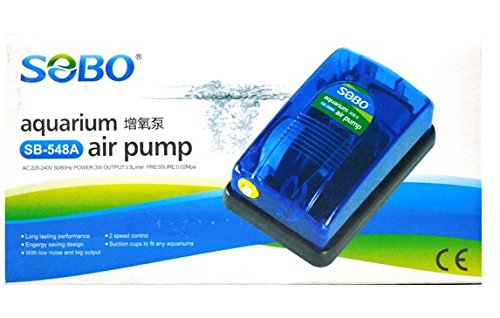 SOBO®
aquarium 增氧泵
SB-548A air pump
AC 220-240V 50/60Hz POWER:3W OUTPUT:3.5L/min PRESSURE:0.02Mpa
Long lasting performance
Engergy saving design
With low noise and big output
2 speed control
Suction cups to fit any aquariums
SOBO
aquarium
SB-548A
air pump
CE